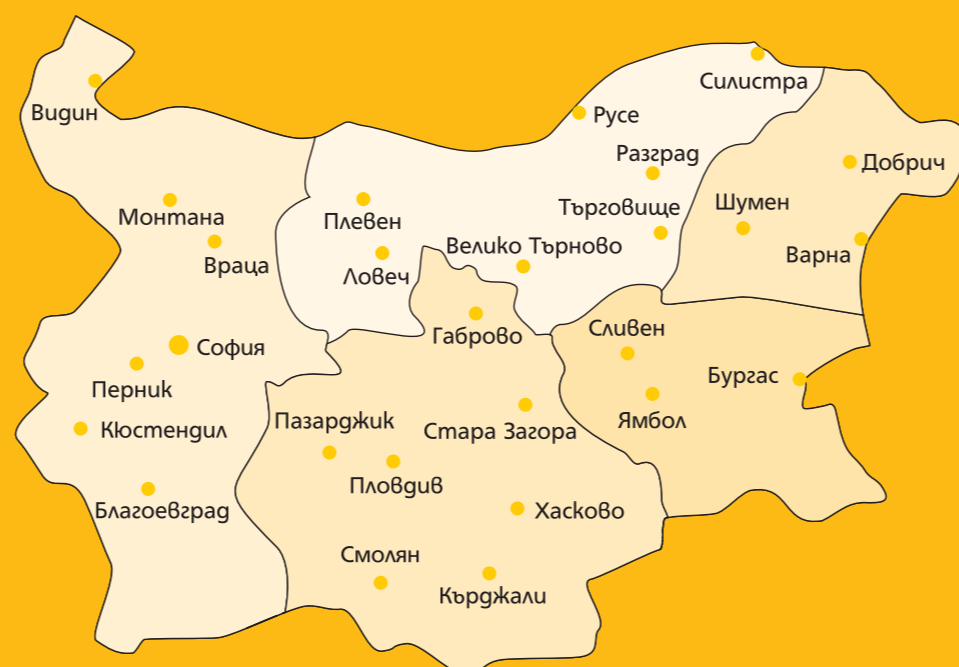 Силистра
Видин
Русе
Разград
Добрич
Шумен
Търговище
Плевен
Монтана
Велико Търново
Варна
Враца
Ловеч
Сливен
Габрово
София
Бургас
Перник
Пазарджик
Ямбол
Стара Загора
Кюстендил
Пловдив
Благоевград
Хасково
Смолян
Кърджали